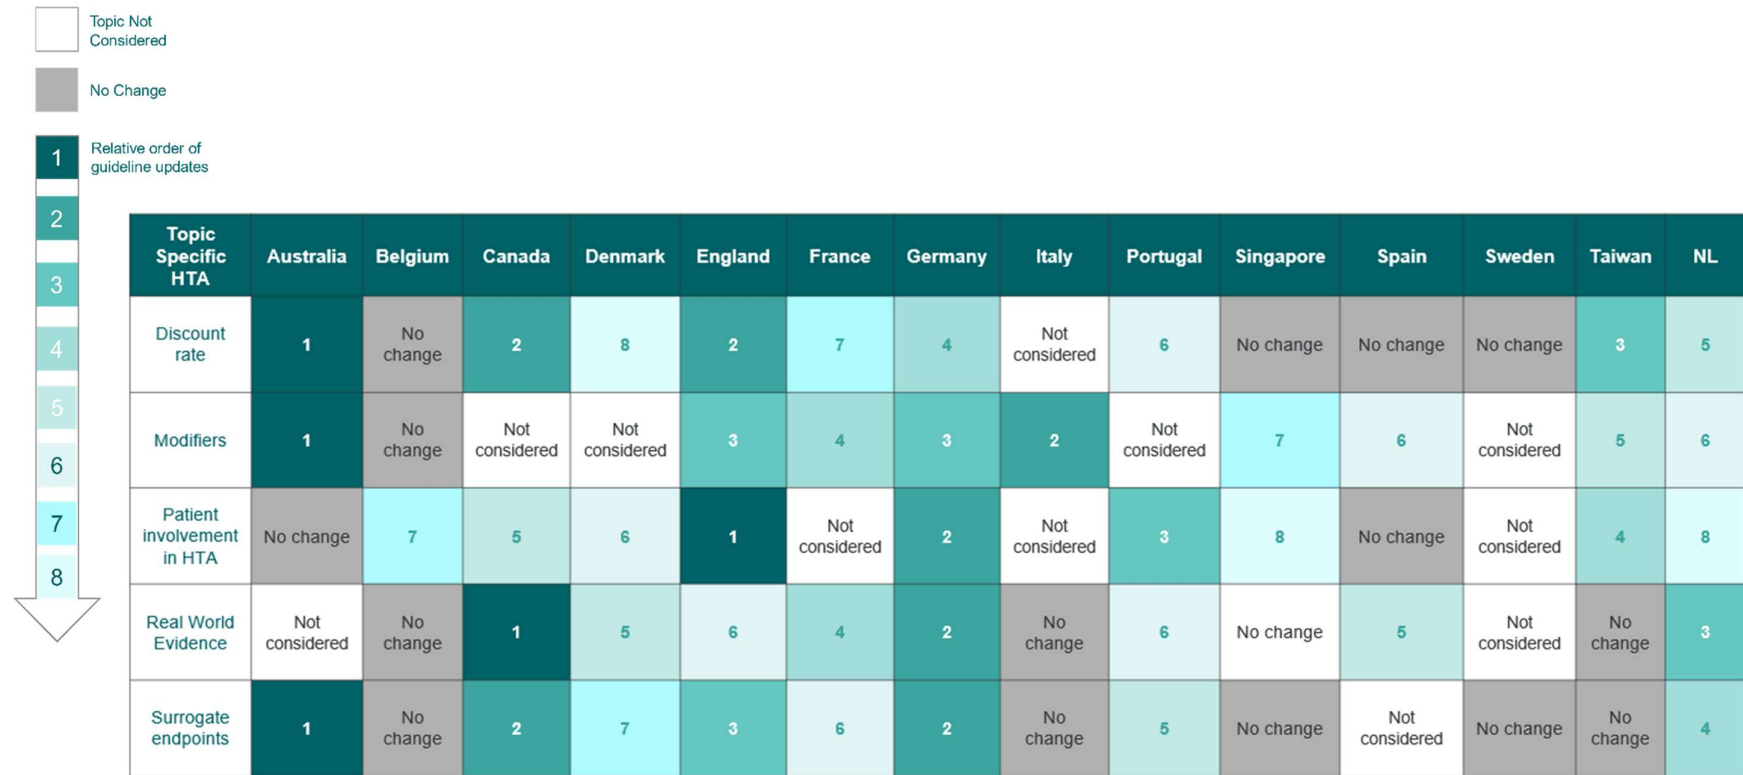 Topic Not
Considered
No Change
1
Relative order of
guideline updates
2
3
4
5
6
7
8
Topic
Specific
HTA
Australia
Belgium
Canada
Denmark
England
France
Germany
Italy
Portugal
Singapore
Spain
Sweden
Taiwan
NL
Discount
rate
1
No
change
2
8
2
7
4
Not
considered
6
No change
No change
No change
3
5
Modifiers
1
No
change
Not
considered
Not
considered
3
4
3
2
Not
considered
7
6
Not
considered
5
6
Patient
involvement
in HTA
No change
7
5
6
1
Not
considered
2
Not
considered
3
8
No change
Not
considered
4
8
Real World
Evidence
Not
considered
No
change
1
5
6
4
2
No
change
6
No change
5
Not
considered
No
change
3
Surrogate
endpoints
1
No
change
2
7
3
6
2
No
change
5
No change
Not
considered
No change
No
change
4